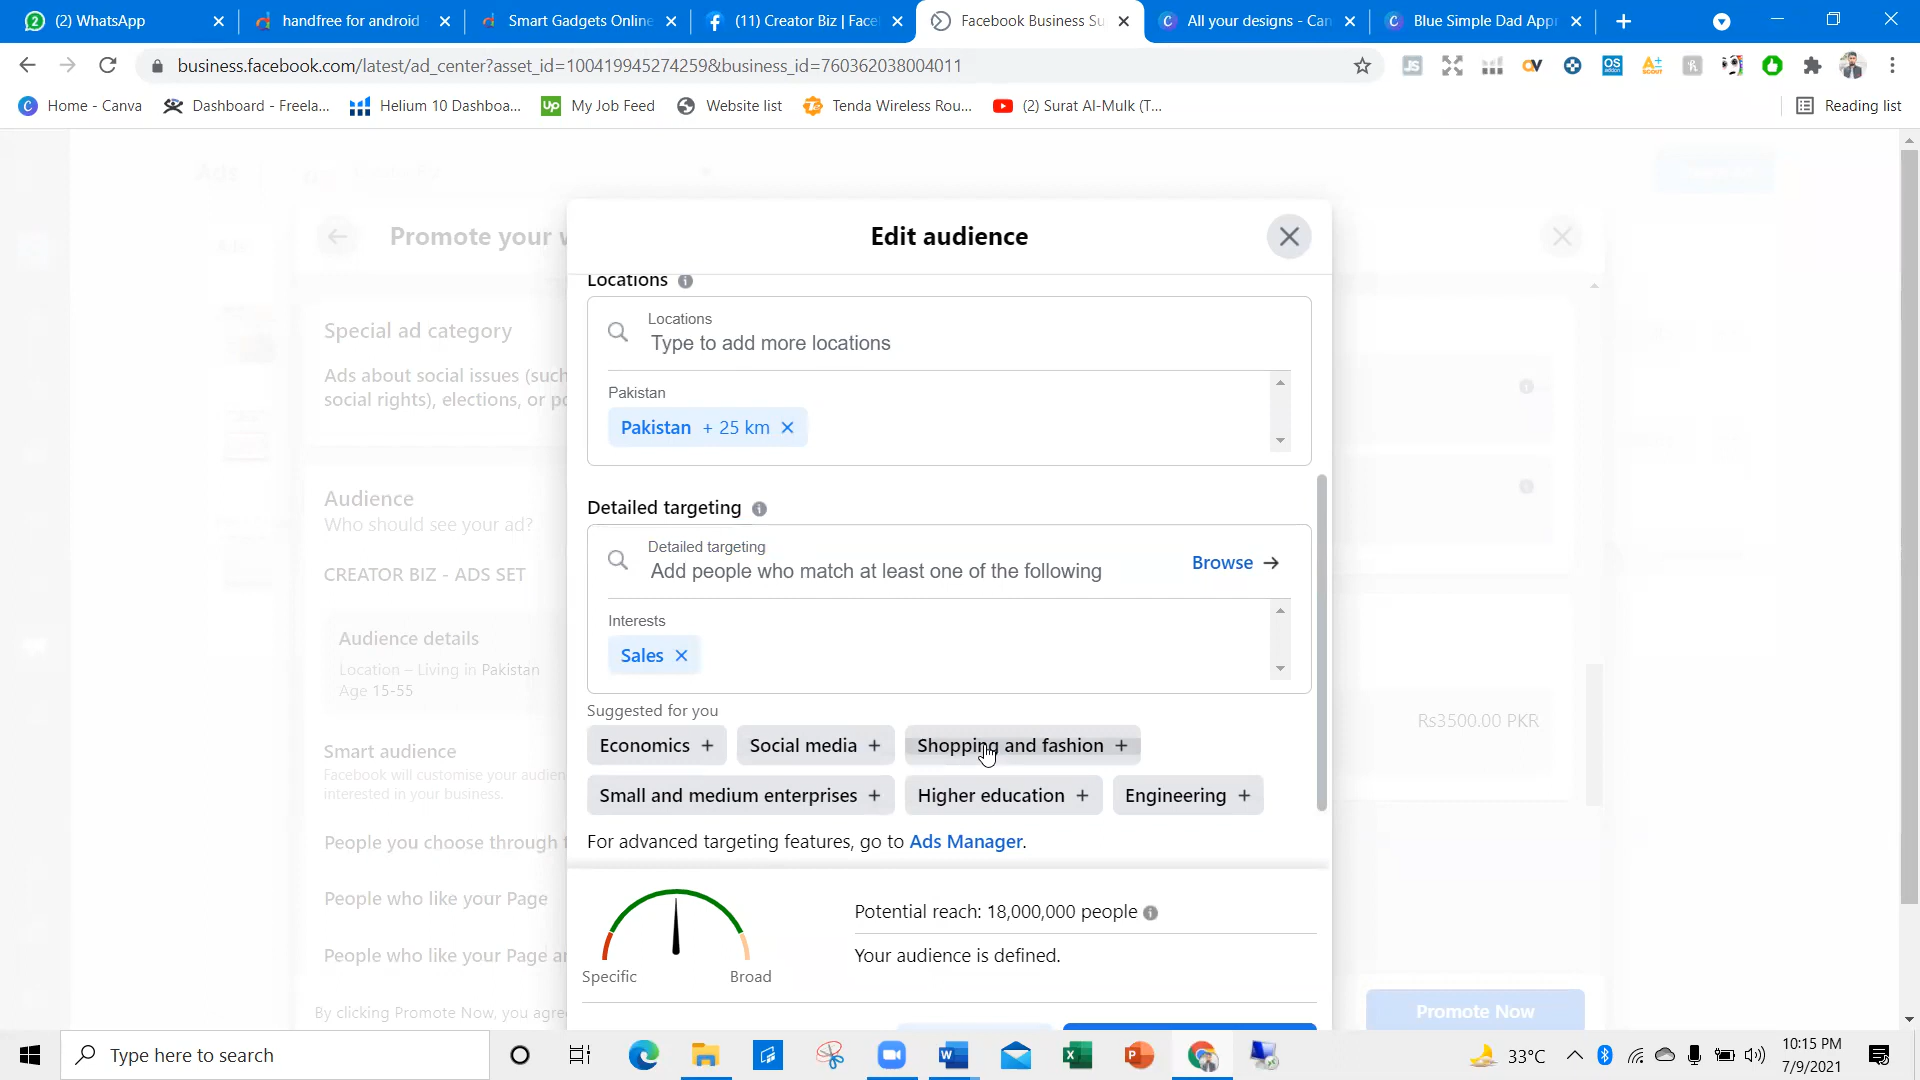 (2) WhatsApp
handfree for android
Smart Gadgets Online
(11) Creator Biz | Face
Facebook Business Su
All your designs - Can
Blue Simple Dad App
business.facebook.com/latest/ad_center?asset_id=100419945274259&business_id=760362038004011
Home - Canva
Dashboard - Freela...
Helium 10 Dashboa...
My Job Feed
Website list
Tenda Wireless Rou...
(2) Surat Al-Mulk (T...
Reading list
Ads
Promote your w
Edit audience
Special ad category
Ads about social issues (such
social rights), elections, or po
Audience
Who should see your ad?
CREATOR BIZ - ADS SET
Audience details
Location – Living in Pakistan
Age 15-55
Smart audience
Facebook will customise your audien
interested in your business.
People you choose through t
People who like your Page
People who like your Page an
By clicking Promote Now, you agre
Locations
Locations
Type to add more locations
Pakistan
Pakistan + 25 km
Detailed targeting
Detailed targeting
Add people who match at least one of the following
Browse
Interests
Sales
Suggested for you
Economics +
Social media +
Shopping and fashion +
Small and medium enterprises +
Higher education +
Engineering +
For advanced targeting features, go to Ads Manager.
Specific
Broad
Potential reach: 18,000,000 people
Your audience is defined.
Rs3500.00 PKR
Promote Now
Type here to search
33°C
10:15 PM
7/9/2021